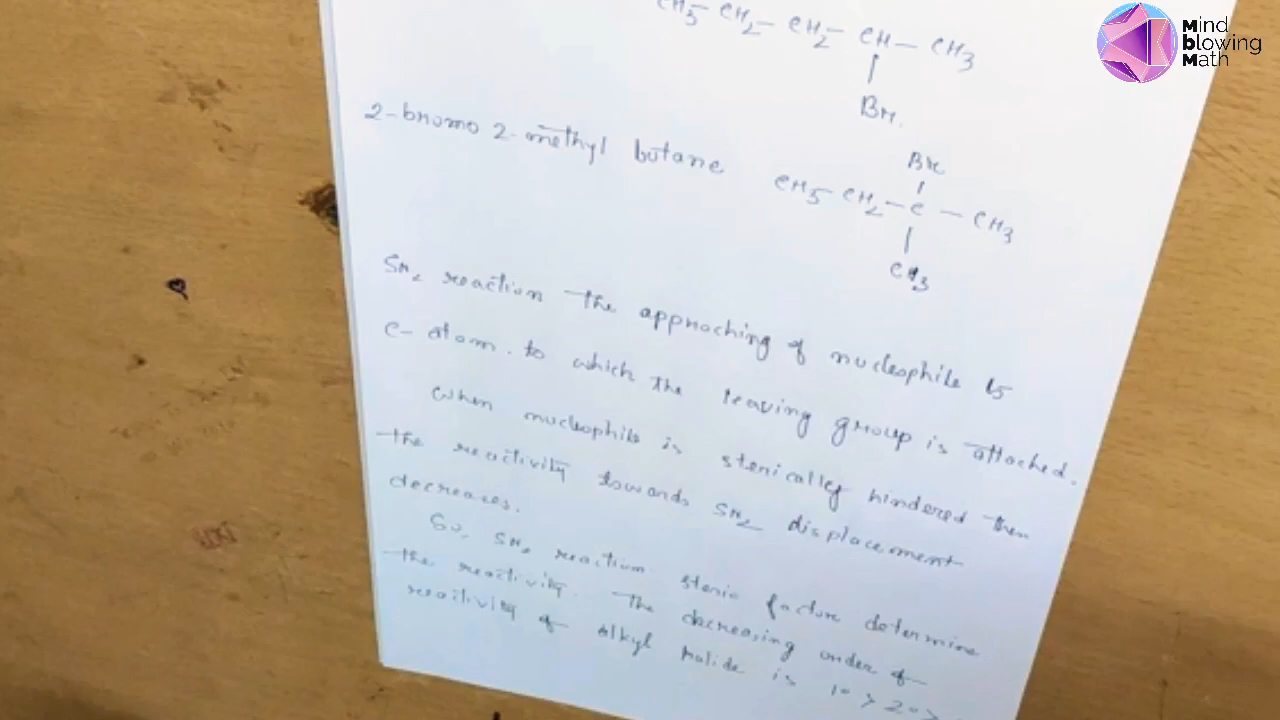 CH3- CH2- CH2- CH- CH3
|
Br.
2-bromo 2-methyl butane
Br
|
CH3- CH2- C - CH3
|
CH3
SN2 reaction the approching of nucleophile is
C- atom. to which the leaving group is attached.
When nucleophile is sterically hindered then
the reactivity towards SN2 displacement
decreases.
So, SN2 reaction steric factor determine
the reactivity. The decreasing order of
reactivity of alkyl halide is 1° > 2° >
Mind
blowing
Math